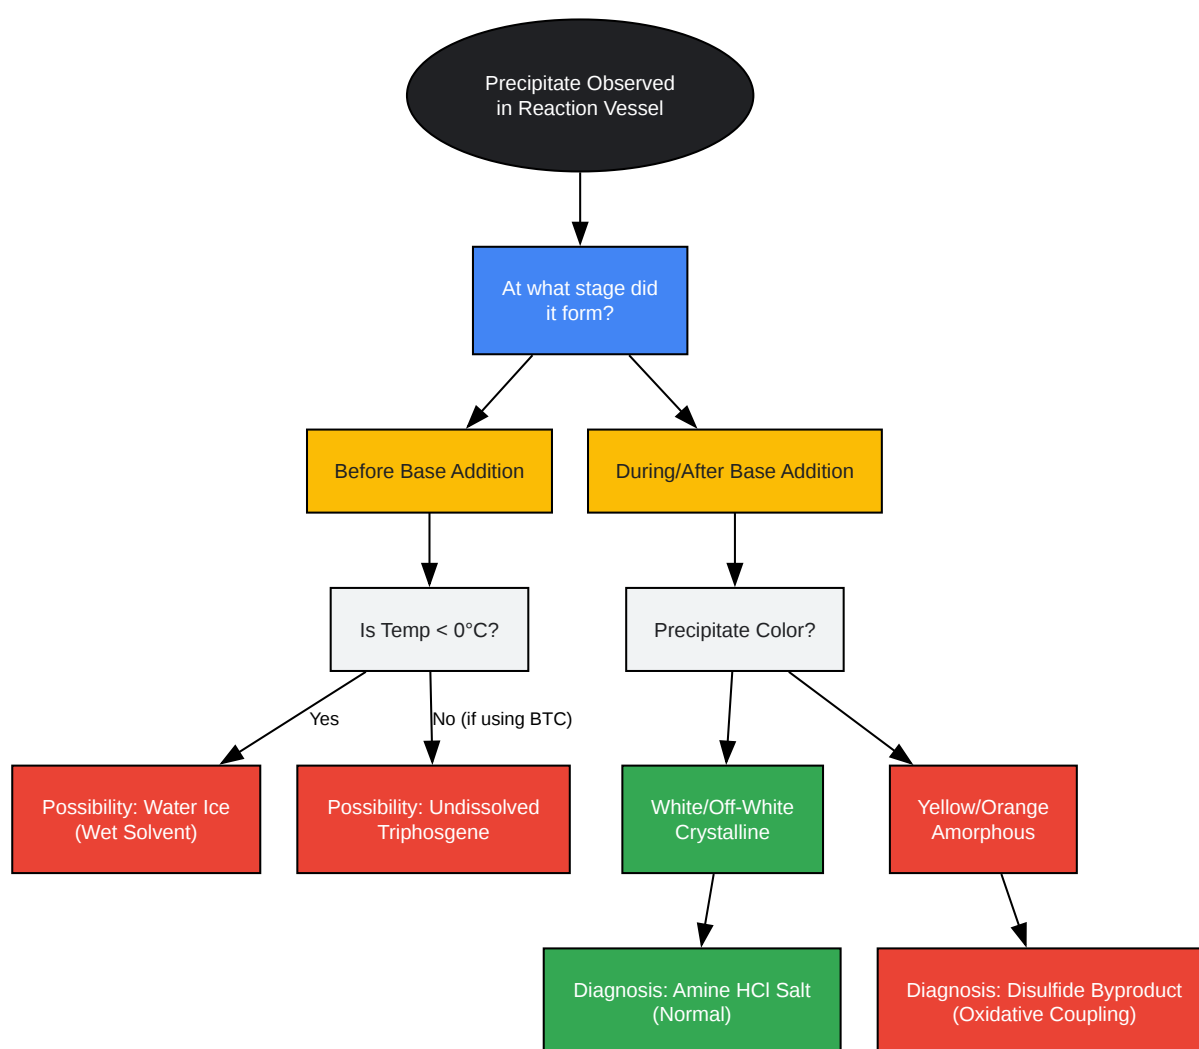 Precipitate Observed
in Reaction Vessel
At what stage did
it form?
Before Base Addition
During/After Base Addition
Is Temp < 0°C?
Precipitate Color?
Yes
No (if using BTC)
Possibility: Water Ice
(Wet Solvent)
Possibility: Undissolved
Triphosgene
White/Off-White
Crystalline
Yellow/Orange
Amorphous
Diagnosis: Amine HCl Salt
(Normal)
Diagnosis: Disulfide Byproduct
(Oxidative Coupling)